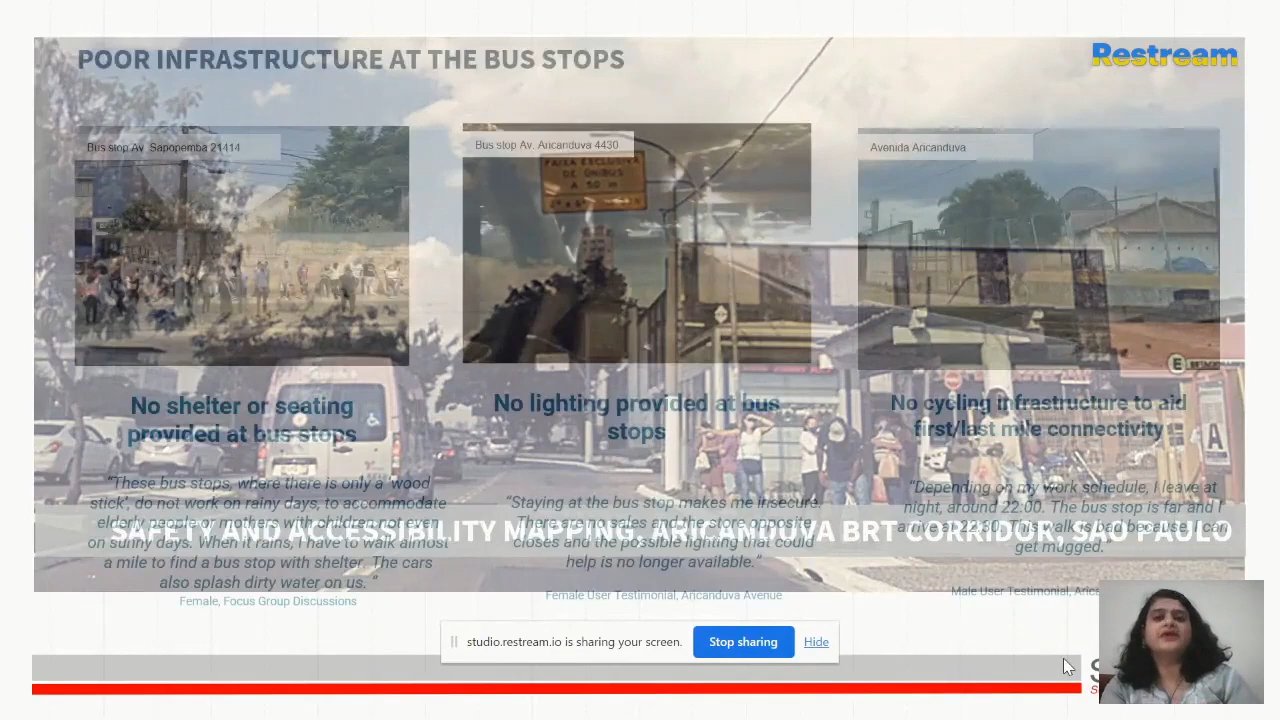 POOR INFRASTRUCTURE AT THE BUS STOPS
Restream
Bus stop Av. Sapopemba 21414
Bus stop Av. Aricanduva 4430
Avenida Aricanduva
FAIXA EXCLUSIVA
DE ÔNIBUS
A 50 m
E
A
No shelter or seating
provided at bus stops
No lighting provided at bus
stops
No cycling infrastructure to aid
first/last mile connectivity
"These bus stops, where there is only a 'wood
stick', do not work on rainy days, to accommodate
elderly people or mothers with children not even
on sunny days. When it rains, I have to walk almost
a mile to find a bus stop with shelter. The cars
also splash dirty water on us. "
Female, Focus Group Discussions
"Staying at the bus stop makes me insecure.
There are no sales and the store opposite
closes and the possible lighting that could
help is no longer available."
Female User Testimonial, Aricanduva Avenue
"Depending on my work schedule, I leave at
night, around 22:00. The bus stop is far and I
arrive at 22:30. This walk is bad because I can
get mugged."
Male User Testimonial,
SAFETY AND ACCESSIBILITY MAPPING, ARICANDUVA BRT CORRIDOR, SAO PAULO
studio.restream.io is sharing your screen.
Stop sharing
Hide